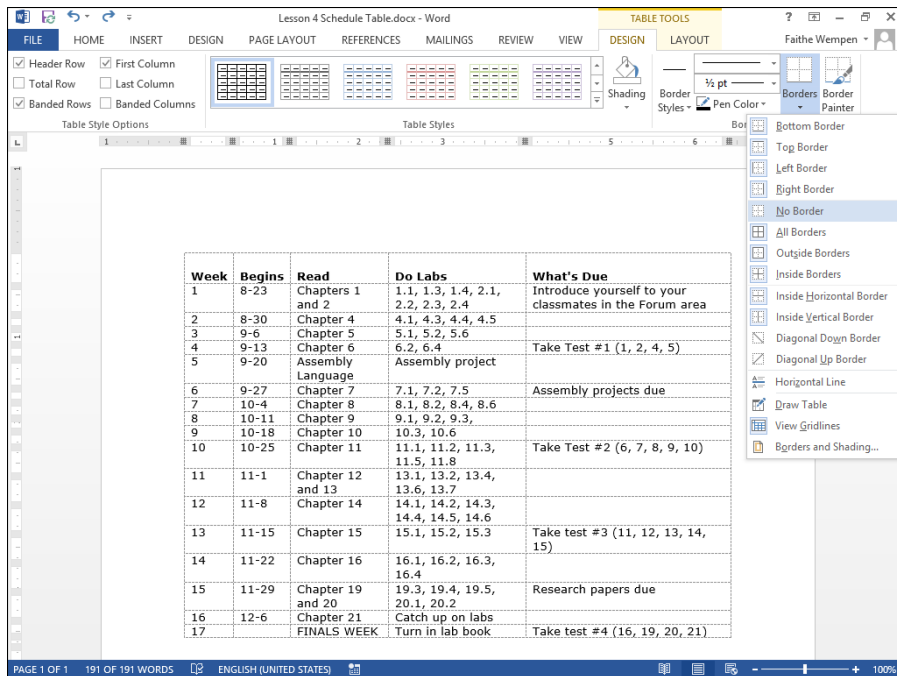 Lesson 4 Schedule Table.docx - Word
TABLE TOOLS
?
FILE HOME INSERT DESIGN PAGE LAYOUT REFERENCES MAILINGS REVIEW VIEW DESIGN LAYOUT Faithe Wempen
Header Row First Column
Total Row Last Column
Banded Rows Banded Columns
Table Style Options
Table Styles
Shading
Border Styles
½ pt
Pen Color
Borders
Border Painter
Bor
1 1 2 3 5 6
Bottom Border
Top Border
Left Border
Right Border
No Border
All Borders
Outside Borders
Inside Borders
Inside Horizontal Border
Inside Vertical Border
Diagonal Down Border
Diagonal Up Border
Horizontal Line
Draw Table
View Gridlines
Borders and Shading...
Week Begins Read Do Labs What's Due
1 8-23 Chapters 1 1.1, 1.3, 1.4, 2.1, Introduce yourself to your
and 2 2.2, 2.3, 2.4 classmates in the Forum area
2 8-30 Chapter 4 4.1, 4.3, 4.4, 4.5
3 9-6 Chapter 5 5.1, 5.2, 5.6
4 9-13 Chapter 6 6.2, 6.4 Take Test #1 (1, 2, 4, 5)
5 9-20 Assembly Assembly project
Language
6 9-27 Chapter 7 7.1, 7.2, 7.5 Assembly projects due
7 10-4 Chapter 8 8.1, 8.2, 8.4, 8.6
8 10-11 Chapter 9 9.1, 9.2, 9.3,
9 10-18 Chapter 10 10.3, 10.6
10 10-25 Chapter 11 11.1, 11.2, 11.3, Take Test #2 (6, 7, 8, 9, 10)
11.5, 11.8
11 11-1 Chapter 12 13.1, 13.2, 13.4,
and 13 13.6, 13.7
12 11-8 Chapter 14 14.1, 14.2, 14.3,
14.4, 14.5, 14.6
13 11-15 Chapter 15 15.1, 15.2, 15.3 Take test #3 (11, 12, 13, 14,
15)
14 11-22 Chapter 16 16.1, 16.2, 16.3,
16.4
15 11-29 Chapter 19 19.3, 19.4, 19.5, Research papers due
and 20 20.1, 20.2
16 12-6 Chapter 21 Catch up on labs
17 FINALS WEEK Turn in lab book Take test #4 (16, 19, 20, 21)
PAGE 1 OF 1 191 OF 191 WORDS ENGLISH (UNITED STATES) 100%